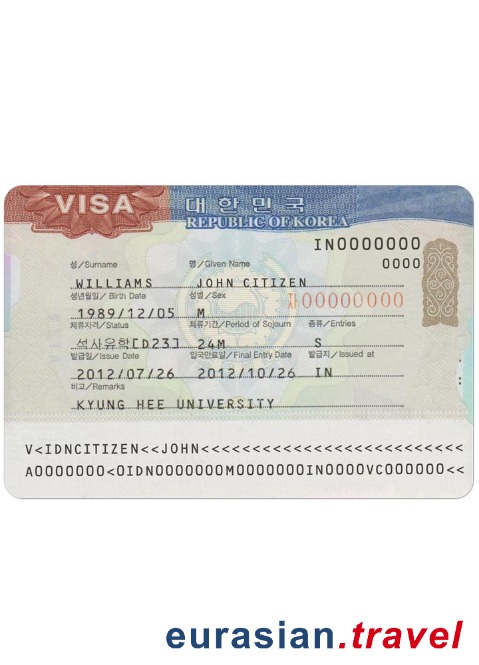 VISA 대한민국
REPUBLIC OF KOREA
IN0000000
0000
성/Surname 명/Given Name
WILLIAMS JOHN CITIZEN
생년월일/Birth Date 성별/Sex
00000000
1989/12/05 M
체류자격/Status 체류기간/Period of Sojourn 종류/Entries
석사유학[D23] 24M S
발급일/Issue Date 입국만료일/Final Entry Date 발급지/Issued at
2012/07/26 2012/10/26 IN
비고/Remarks
KYUNG HEE UNIVERSITY
V<IDNCITIZEN<<JOHN<<<<<<<<<<<<<<<<<<<<<<<<<<
A0000000<0IDN0000000M0000000IN0000VC000000<<
eurasian.travel